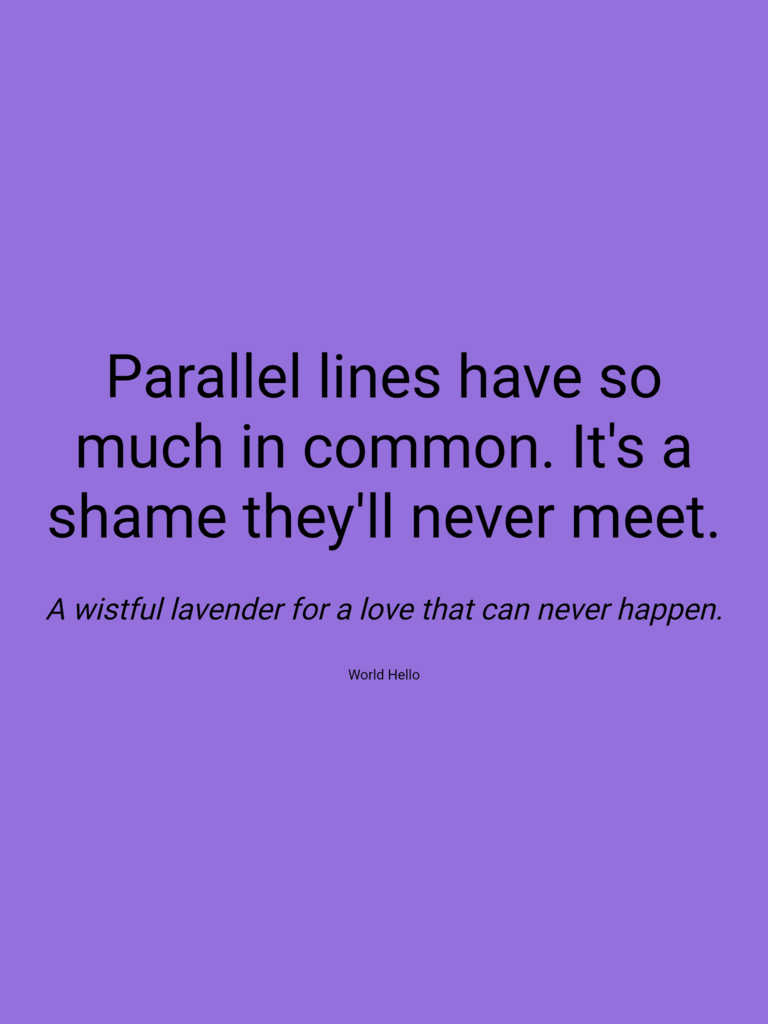 Parallel lines have so
much in common. It's a
shame they'll never meet.
A wistful lavender for a love that can never happen.
World Hello